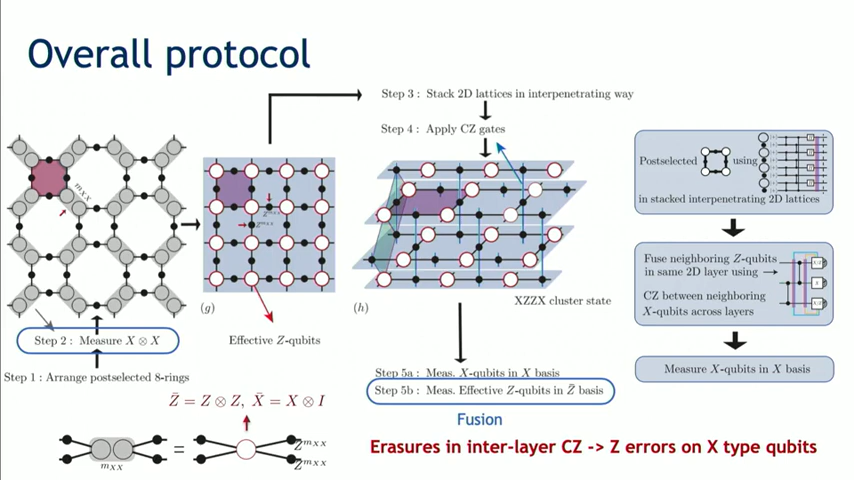 Overall protocol
Step 3 : Stack 2D lattices in interpenetrating way
Step 4 : Apply CZ gates
m_XX
Z^{m_XX}
Z^{m_XX}
(g)
(h)
XZZX cluster state
Effective Z-qubits
Step 2 : Measure X ⊗ X
Step 1 : Arrange postselected 8-rings
Step 5a : Meas. X-qubits in X basis
Step 5b : Meas. Effective Z-qubits in Z̄ basis
Fusion
Z̄ = Z ⊗ Z, X̄ = X ⊗ I
m_XX
=
Z^{m_XX}
Z^{m_XX}
Erasures in inter-layer CZ -> Z errors on X type qubits
Postselected using
in stacked interpenetrating 2D lattices
Fuse neighboring Z-qubits
in same 2D layer using
CZ between neighboring
X-qubits across layers
Measure X-qubits in X basis